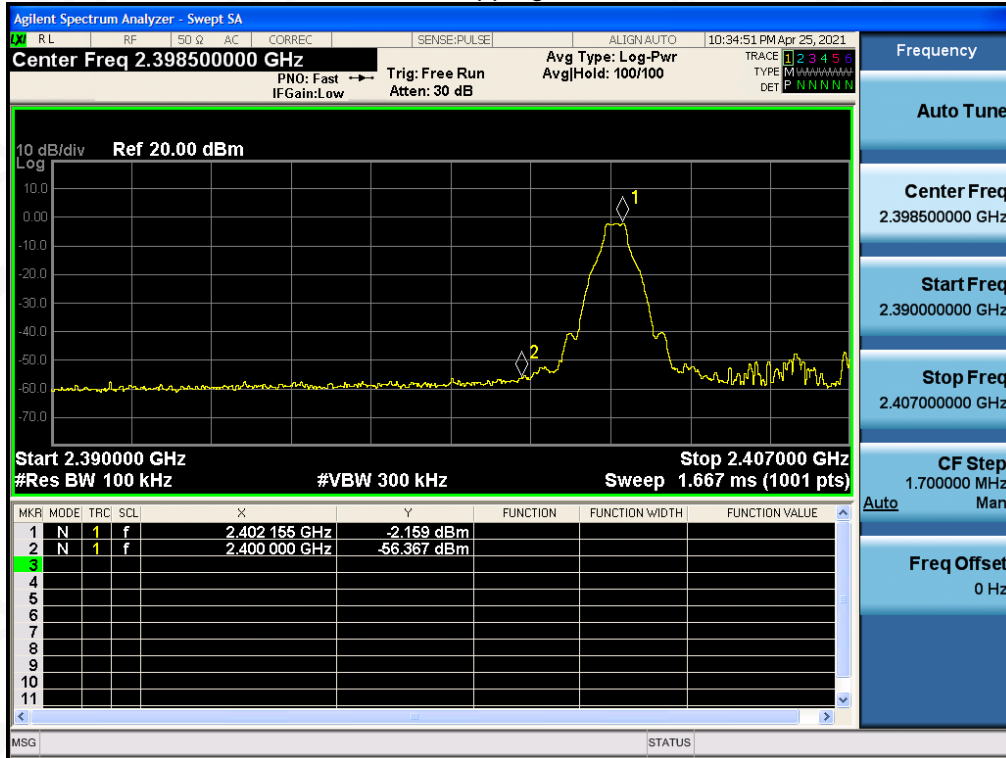 Agilent Spectrum Analyzer - Swept SA
LXI RL RF 50 Ω AC CORREC SENSE:PULSE ALIGN AUTO 10:34:51 PM Apr 25, 2021
Center Freq 2.398500000 GHz
PNO: Fast
IFGain:Low
Trig: Free Run
Atten: 30 dB
Avg Type: Log-Pwr
Avg|Hold: 100/100
TRACE 1 2 3 4 5 6
TYPE M
DET P N N N N N
10 dB/div Ref 20.00 dBm
Log
10.0
0.00
-10.0
-20.0
-30.0
-40.0
-50.0
-60.0
-70.0
1
2
Start 2.390000 GHz Stop 2.407000 GHz
#Res BW 100 kHz #VBW 300 kHz Sweep 1.667 ms (1001 pts)
MKR MODE TRC SCL X Y FUNCTION FUNCTION WIDTH FUNCTION VALUE
1 N 1 f 2.402 155 GHz -2.159 dBm
2 N 1 f 2.400 000 GHz -56.367 dBm
3
4
5
6
7
8
9
10
11
MSG STATUS
Frequency
Auto Tune
Center Freq
2.398500000 GHz
Start Freq
2.390000000 GHz
Stop Freq
2.407000000 GHz
CF Step
1.700000 MHz
Auto Man
Freq Offset
0 Hz